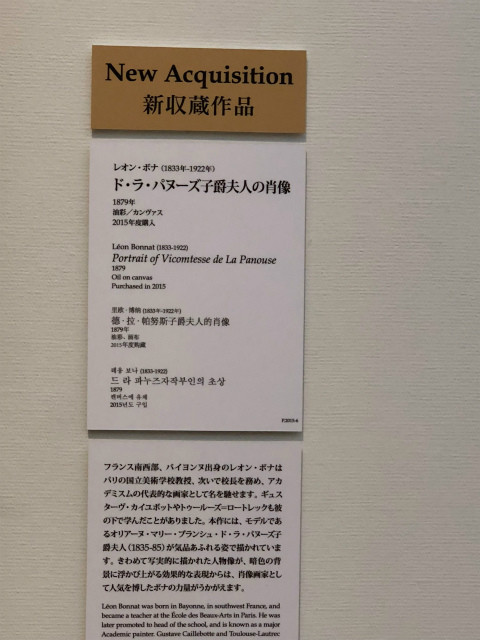 New Acquisition
新収蔵作品
レオン・ボナ (1833年-1922年)
ド・ラ・パヌーズ子爵夫人の肖像
1879年
油彩／カンヴァス
2015年度購入
Léon Bonnat (1833-1922)
Portrait of Vicomtesse de La Panouse
1879
Oil on canvas
Purchased in 2015
里欧·博纳 (1833年-1922年)
德·拉·帕努斯子爵夫人的肖像
1879年
油彩、画布
2015年度购藏
레옹 보나 (1833-1922)
드 라 파누즈자작부인의 초상
1879
캔버스에 유채
2015년도 구입
P.2015-6
フランス南西部、バイヨンヌ出身のレオン・ボナは
パリの国立美術学校教授、次いで校長を務め、アカ
デミスムの代表的な画家として名を馳せます。ギュス
ターヴ・カイユボットやトゥールーズ＝ロートレックも彼
の下で学んだことがありました。本作には、モデルであ
るオリアーヌ・マリー・ブランシュ・ド・ラ・パヌーズ子
爵夫人（1835-85）が気品あふれる姿で描かれていま
す。きわめて写実的に描かれた人物像が、暗色の背
景に浮かび上がる効果的な表現からは、肖像画家とし
て人気を博したボナの力量がうかがえます。
Léon Bonnat was born in Bayonne, in southwest France, and
became a teacher at the École des Beaux-Arts in Paris. He was
later promoted to head of the school, and is known as a major
Academic painter. Gustave Caillebotte and Toulouse-Lautrec